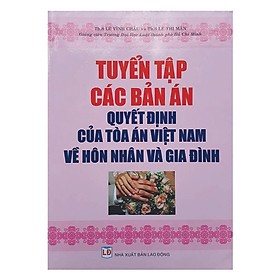 Th.S LÊ VĨNH CHÂU và Th.S LÊ THỊ MẬN
Giảng viên Trường Đại Học Luật thành phố Hồ Chí Minh
TUYỂN TẬP
CÁC BẢN ÁN
QUYẾT ĐỊNH
CỦA TÒA ÁN VIỆT NAM
VỀ HÔN NHÂN VÀ GIA ĐÌNH
LĐ
NHÀ XUẤT BẢN LAO ĐỘNG